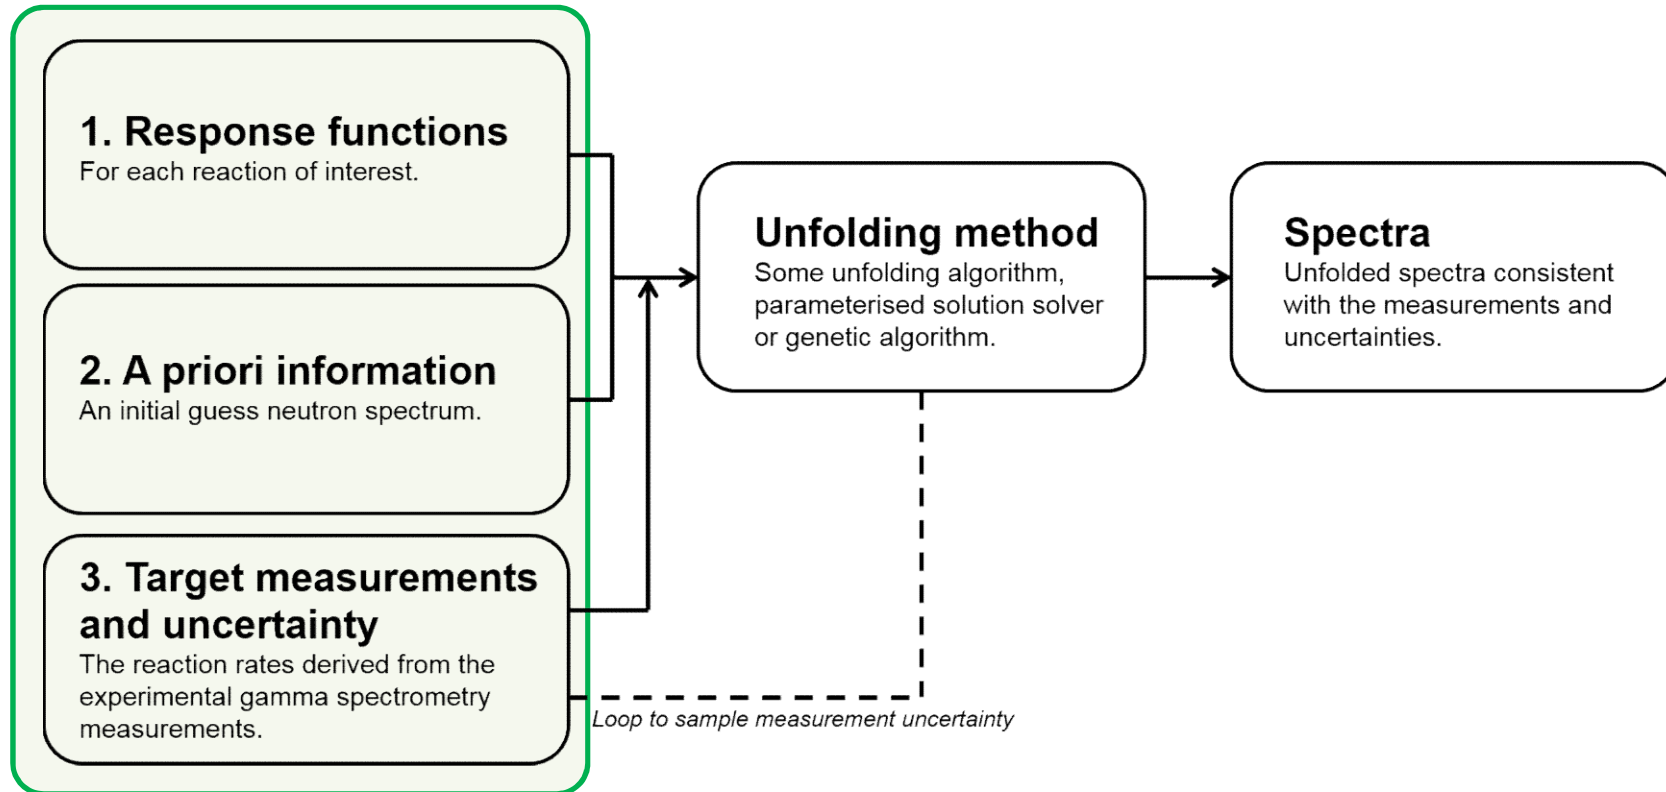 1. Response functions
For each reaction of interest.
2. A priori information
An initial guess neutron spectrum.
3. Target measurements
and uncertainty
The reaction rates derived from the
experimental gamma spectrometry
measurements.
Loop to sample measurement uncertainty
Unfolding method
Some unfolding algorithm,
parameterised solution solver
or genetic algorithm.
Spectra
Unfolded spectra consistent
with the measurements and
uncertainties.